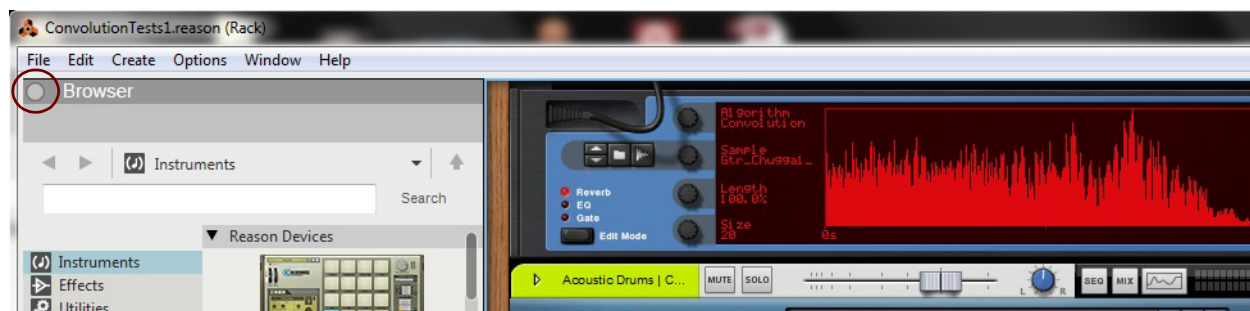 ConvolutionTests1.reason (Rack)
File Edit Create Options Window Help
Browser
Instruments
Search
Reason Devices
Instruments
Effects
Utilities
Algorithm
Convolution
Sample
Gtr_Chuggal_
Length
100.0%
Size
20
0s
Reverb
EQ
Gate
Edit Mode
Acoustic Drums | C...
MUTE SOLO
L R
SEQ MIX